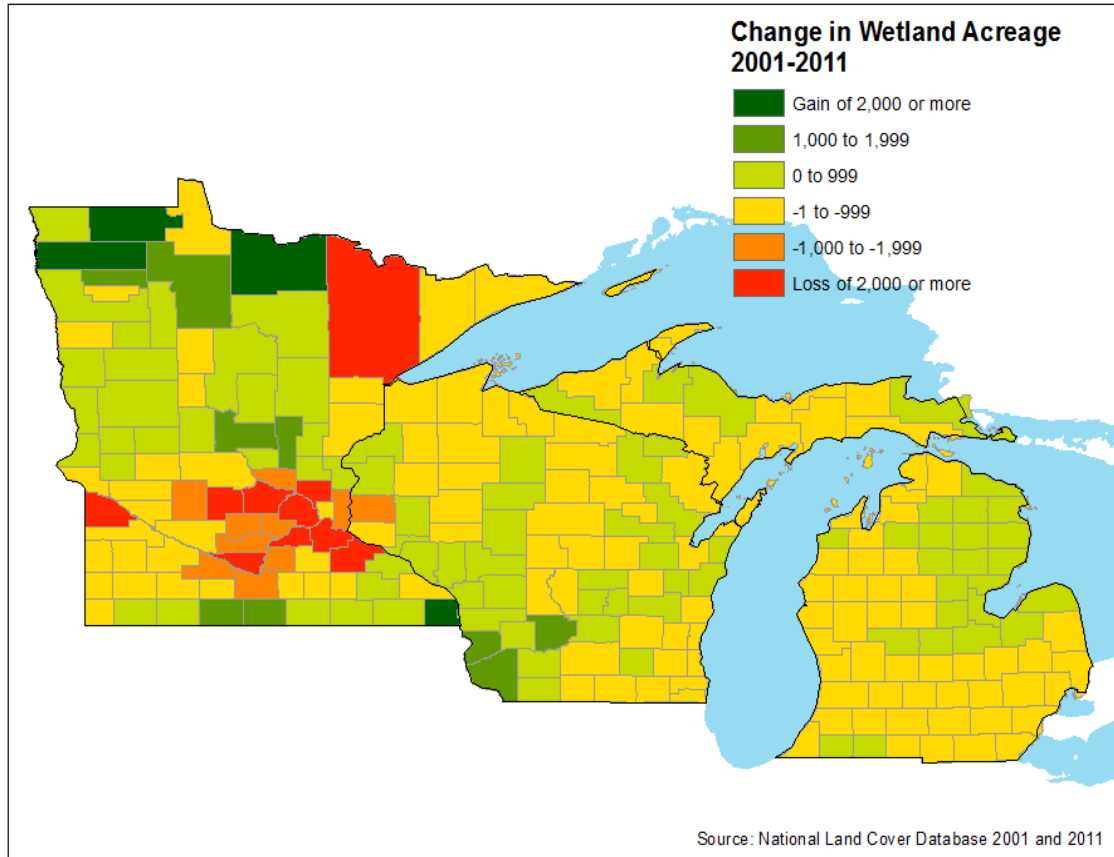 Change in Wetland Acreage
2001-2011
Gain of 2,000 or more
1,000 to 1,999
0 to 999
-1 to -999
-1,000 to -1,999
Loss of 2,000 or more
Source: National Land Cover Database 2001 and 2011